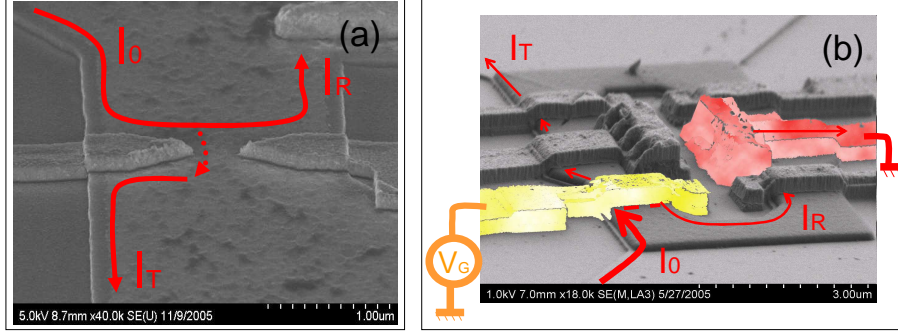 (a)
I0
IR
IT
5.0kV 8.7mm x40.0k SE(U) 11/9/2005
1.00um
(b)
IT
IR
VG
I0
1.0kV 7.0mm x18.0k SE(M,LA3) 5/27/2005
3.00um